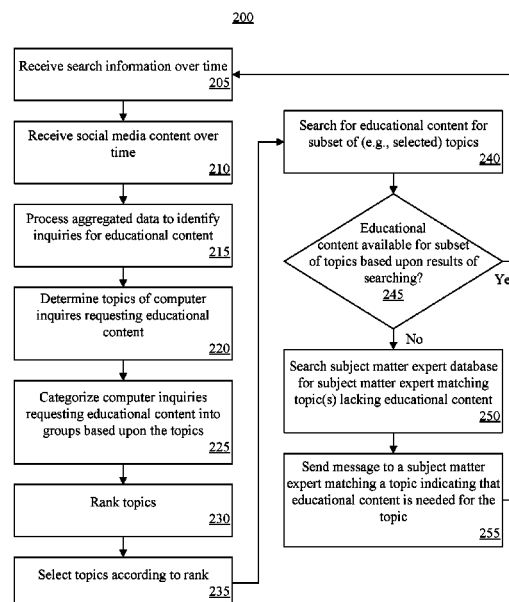 200
Receive search information over time
205
Receive social media content over
time
210
Process aggregated data to identify
inquiries for educational content
215
Determine topics of computer
inquires requesting educational
content
220
Categorize computer inquiries
requesting educational content into
groups based upon the topics
225
Rank topics
230
Select topics according to rank
235
Search for educational content for
subset of (e.g., selected) topics
240
Educational
content available for subset
of topics based upon results of
searching?
245
Ye
No
Search subject matter expert database
for subject matter expert matching
topic(s) lacking educational content
250
Send message to a subject matter
expert matching a topic indicating that
educational content is needed for the
topic
255